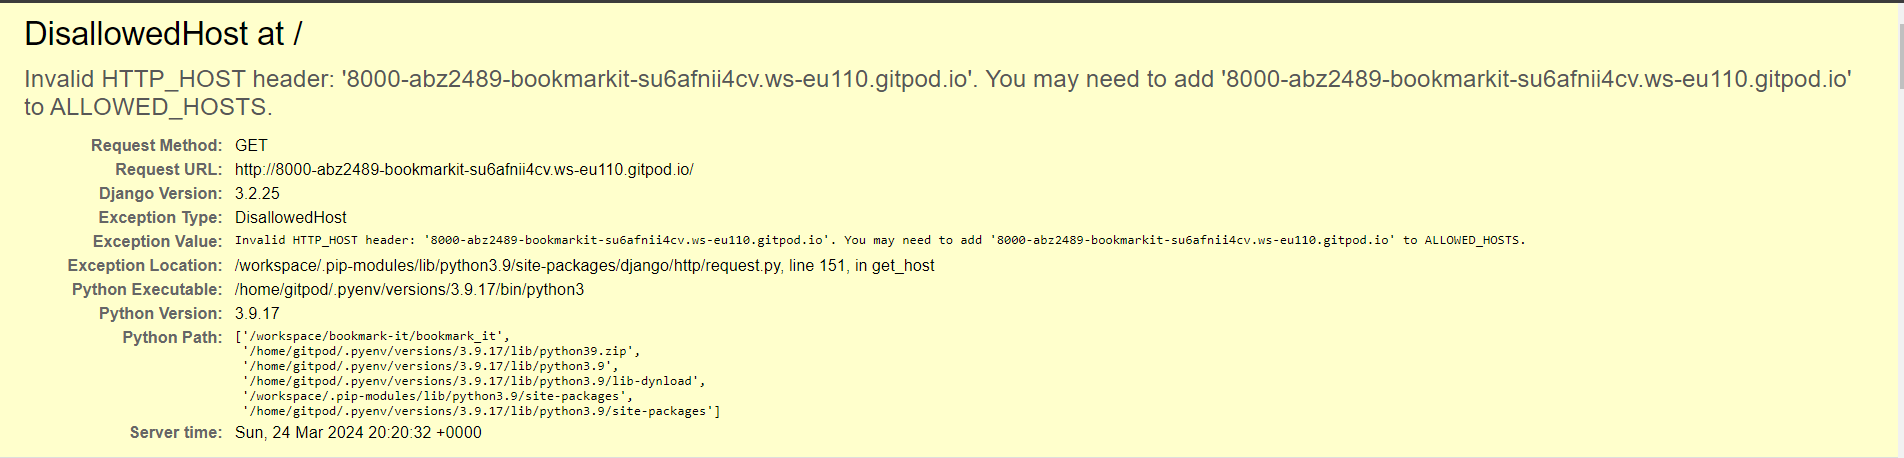 DisallowedHost at /
Invalid HTTP_HOST header: '8000-abz2489-bookmarkit-su6afnii4cv.ws-eu110.gitpod.io'. You may need to add '8000-abz2489-bookmarkit-su6afnii4cv.ws-eu110.gitpod.io'
to ALLOWED_HOSTS.
Request Method: GET
Request URL: http://8000-abz2489-bookmarkit-su6afnii4cv.ws-eu110.gitpod.io/
Django Version: 3.2.25
Exception Type: DisallowedHost
Exception Value: Invalid HTTP_HOST header: '8000-abz2489-bookmarkit-su6afnii4cv.ws-eu110.gitpod.io'. You may need to add '8000-abz2489-bookmarkit-su6afnii4cv.ws-eu110.gitpod.io' to ALLOWED_HOSTS.
Exception Location: /workspace/.pip-modules/lib/python3.9/site-packages/django/http/request.py, line 151, in get_host
Python Executable: /home/gitpod/.pyenv/versions/3.9.17/bin/python3
Python Version: 3.9.17
Python Path: ['/workspace/bookmark-it/bookmark_it',
'/home/gitpod/.pyenv/versions/3.9.17/lib/python39.zip',
'/home/gitpod/.pyenv/versions/3.9.17/lib/python3.9',
'/home/gitpod/.pyenv/versions/3.9.17/lib/python3.9/lib-dynload',
'/workspace/.pip-modules/lib/python3.9/site-packages',
'/home/gitpod/.pyenv/versions/3.9.17/lib/python3.9/site-packages']
Server time: Sun, 24 Mar 2024 20:20:32 +0000